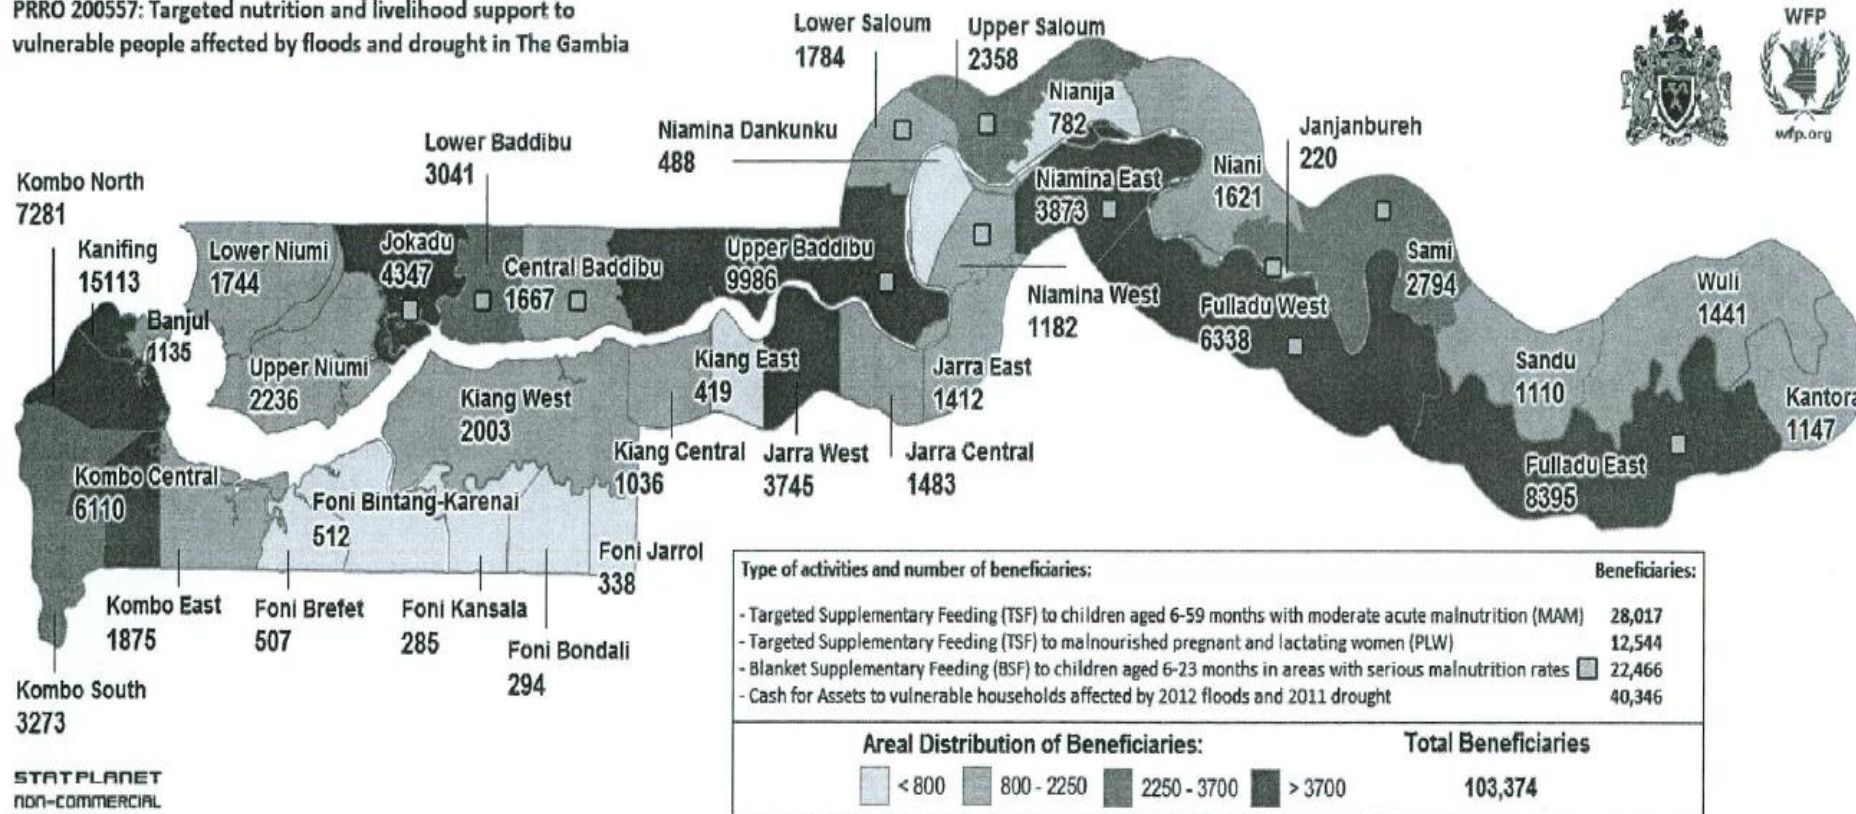 PRRO 200557: Targeted nutrition and livelihood support to
vulnerable people affected by floods and drought in The Gambia
WFP
wfp.org
Lower Saloum
1784
Upper Saloum
2358
Nianija
782
Niamina Dankunku
488
Janjanbureh
220
Lower Baddibu
3041
Kombo North
7281
Niani
1621
Niamina East
3873
Kanifing
15113
Lower Niumi
1744
Jokadu
4347
Central Baddibu
1667
Upper Baddibu
9986
Sami
2794
Niamina West
1182
Fulladu West
6338
Wuli
1441
Banjul
1135
Upper Niumi
2236
Kiang West
2003
Kiang East
419
Jarra East
1412
Sandu
1110
Kantora
1147
Kiang Central
1036
Jarra West
3745
Jarra Central
1483
Kombo Central
6110
Foni Bintang-Karenai
512
Fulladu East
8395
Foni Jarrol
338
Kombo East
1875
Foni Brefet
507
Foni Kansala
285
Foni Bondali
294
Kombo South
3273
Type of activities and number of beneficiaries: Beneficiaries:
- Targeted Supplementary Feeding (TSF) to children aged 6-59 months with moderate acute malnutrition (MAM) 28,017
- Targeted Supplementary Feeding (TSF) to malnourished pregnant and lactating women (PLW) 12,544
- Blanket Supplementary Feeding (BSF) to children aged 6-23 months in areas with serious malnutrition rates 22,466
- Cash for Assets to vulnerable households affected by 2012 floods and 2011 drought 40,346
Areal Distribution of Beneficiaries: Total Beneficiaries
< 800 800 - 2250 2250 - 3700 > 3700 103,374
STATPLANET
NON-COMMERCIAL